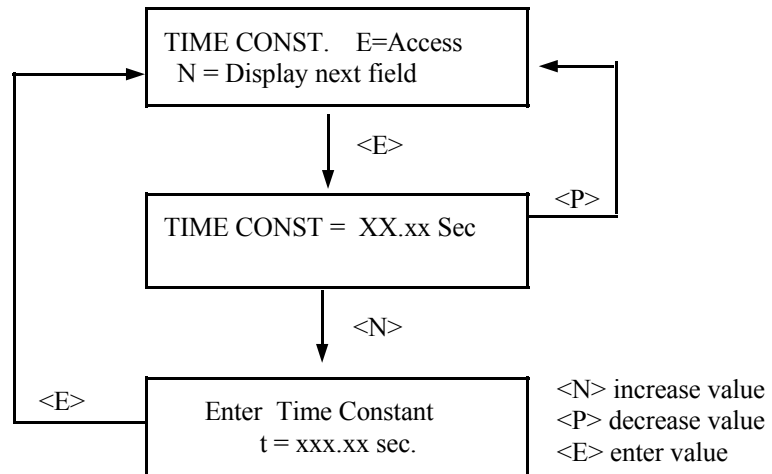 TIME CONST. E=Access
N = Display next field
<E>
<P>
TIME CONST = XX.xx Sec
<N>
<E>
Enter Time Constant
t = xxx.xx sec.
<N> increase value
<P> decrease value
<E> enter value